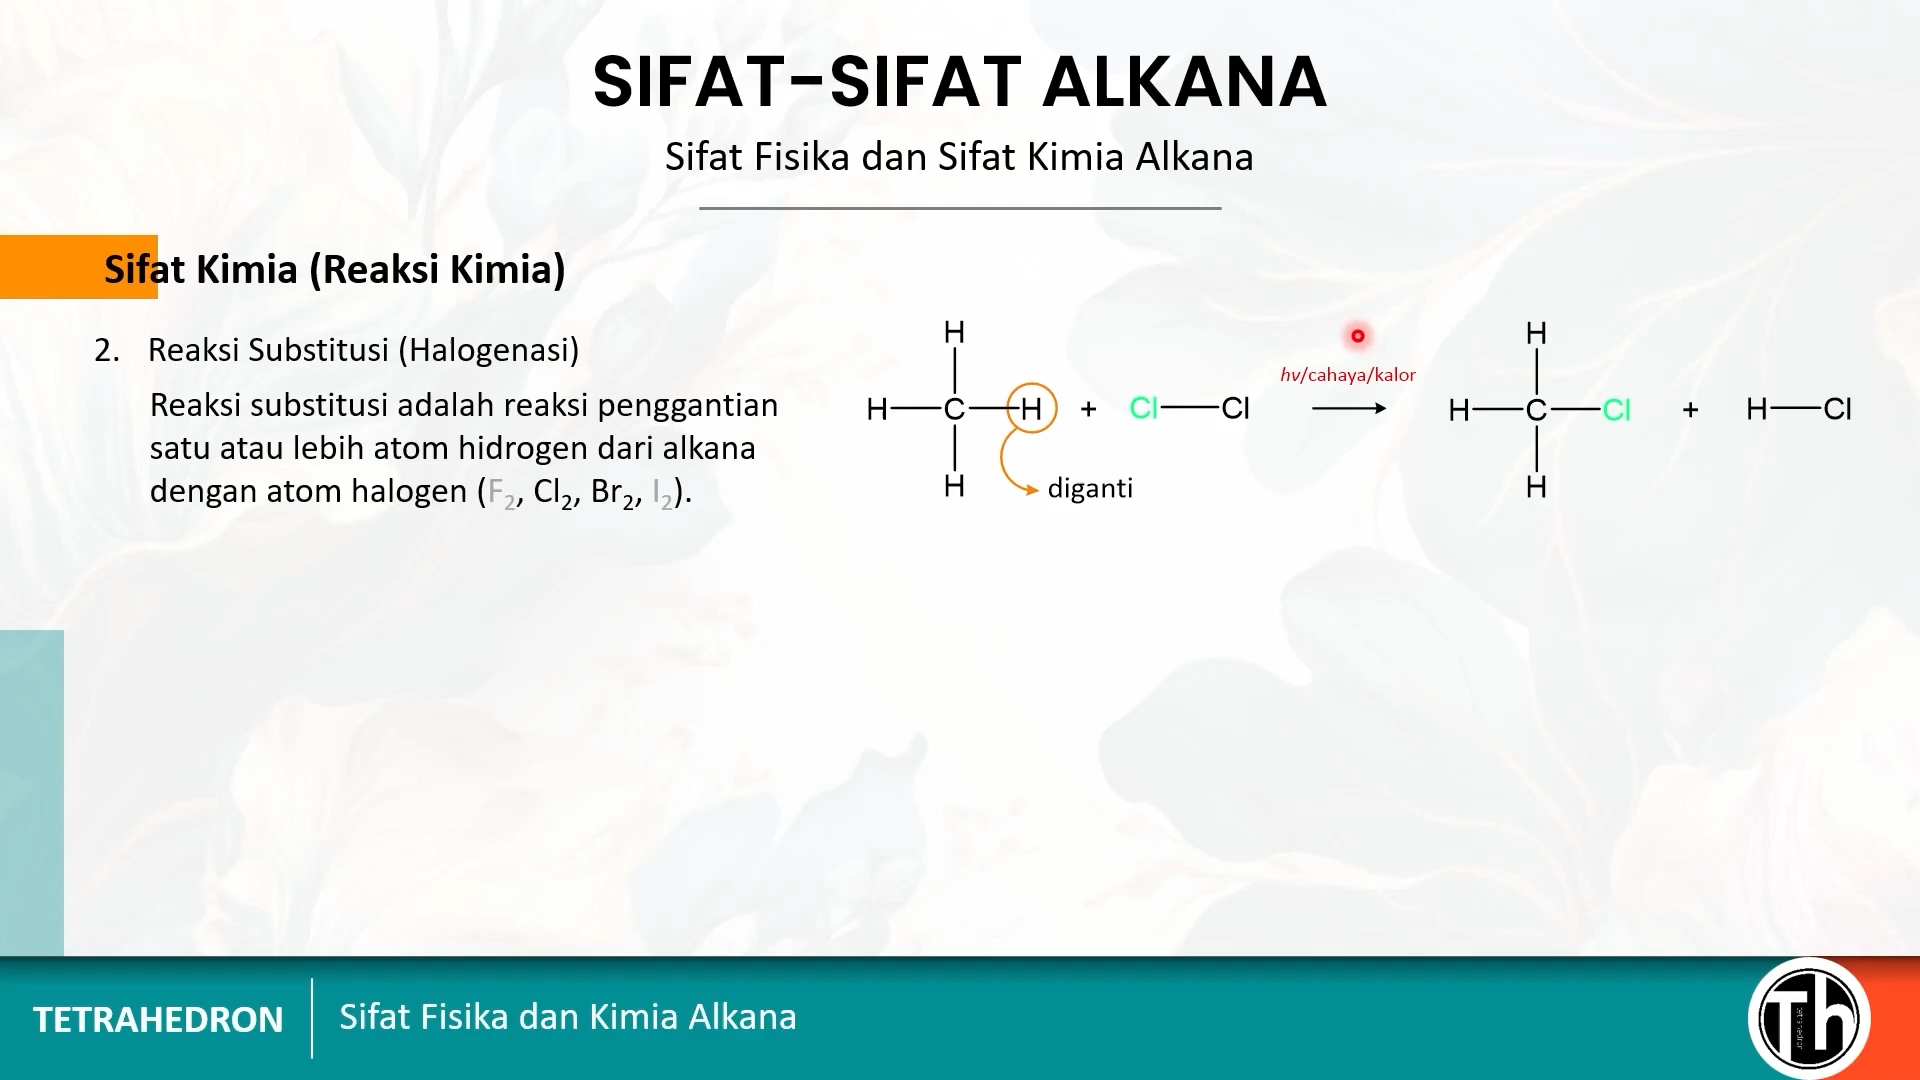 SIFAT-SIFAT ALKANA
Sifat Fisika dan Sifat Kimia Alkana
Sifat Kimia (Reaksi Kimia)
2. Reaksi Substitusi (Halogenasi)
Reaksi substitusi adalah reaksi penggantian
satu atau lebih atom hidrogen dari alkana
dengan atom halogen (F₂, Cl₂, Br₂, I₂).
H
H—C—H + Cl—Cl
H
diganti
hv/cahaya/kalor
H
H—C—Cl + H—Cl
H
TETRAHEDRON
Sifat Fisika dan Kimia Alkana
Th